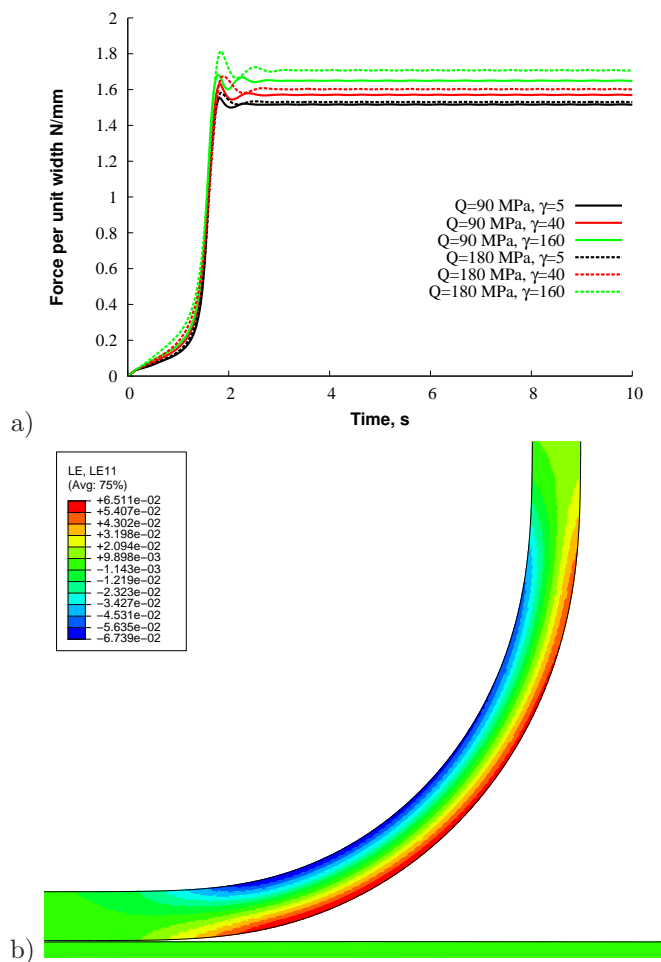 2
1.8
1.6
1.4
1.2
1
0.8
0.6
0.4
0.2
0
Force per unit width N/mm
Q=90 MPa, γ=5
Q=90 MPa, γ=40
Q=90 MPa, γ=160
Q=180 MPa, γ=5
Q=180 MPa, γ=40
Q=180 MPa, γ=160
0 2 4 6 8 10
Time, s
a)
LE, LE11
(Avg: 75%)
+6.511e−02
+5.407e−02
+4.302e−02
+3.198e−02
+2.094e−02
+9.898e−03
−1.143e−03
−1.219e−02
−2.323e−02
−3.427e−02
−4.531e−02
−5.635e−02
−6.739e−02
b)